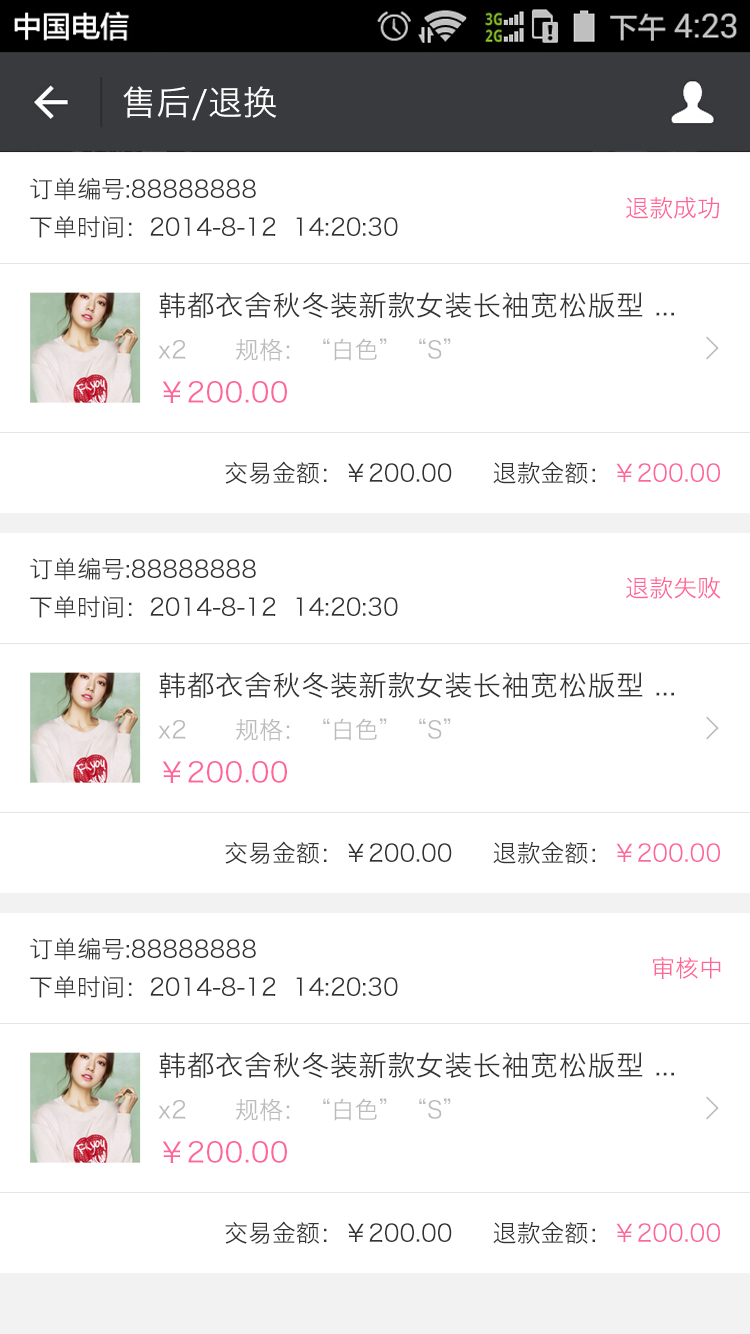 中国电信 3G 2G 下午 4:23
售后/退换
订单编号:88888888
下单时间：2014-8-12 14:20:30
退款成功
韩都衣舍秋冬装新款女装长袖宽松版型 ...
x2 规格：“白色” “S”
￥200.00
交易金额：￥200.00 退款金额：￥200.00
订单编号:88888888
下单时间：2014-8-12 14:20:30
退款失败
韩都衣舍秋冬装新款女装长袖宽松版型 ...
x2 规格：“白色” “S”
￥200.00
交易金额：￥200.00 退款金额：￥200.00
订单编号:88888888
下单时间：2014-8-12 14:20:30
审核中
韩都衣舍秋冬装新款女装长袖宽松版型 ...
x2 规格：“白色” “S”
￥200.00
交易金额：￥200.00 退款金额：￥200.00